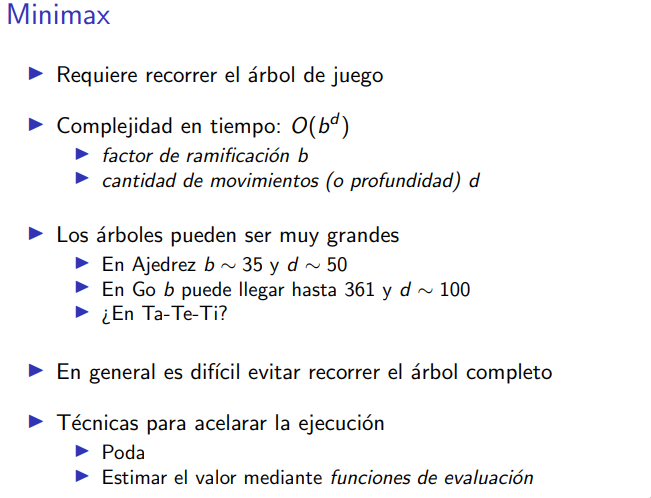 Minimax
Requiere recorrer el árbol de juego
Complejidad en tiempo: O(b^d)
factor de ramificación b
cantidad de movimientos (o profundidad) d
Los árboles pueden ser muy grandes
En Ajedrez b ∼ 35 y d ∼ 50
En Go b puede llegar hasta 361 y d ∼ 100
¿En Ta-Te-Ti?
En general es difícil evitar recorrer el árbol completo
Técnicas para acelarar la ejecución
Poda
Estimar el valor mediante funciones de evaluación